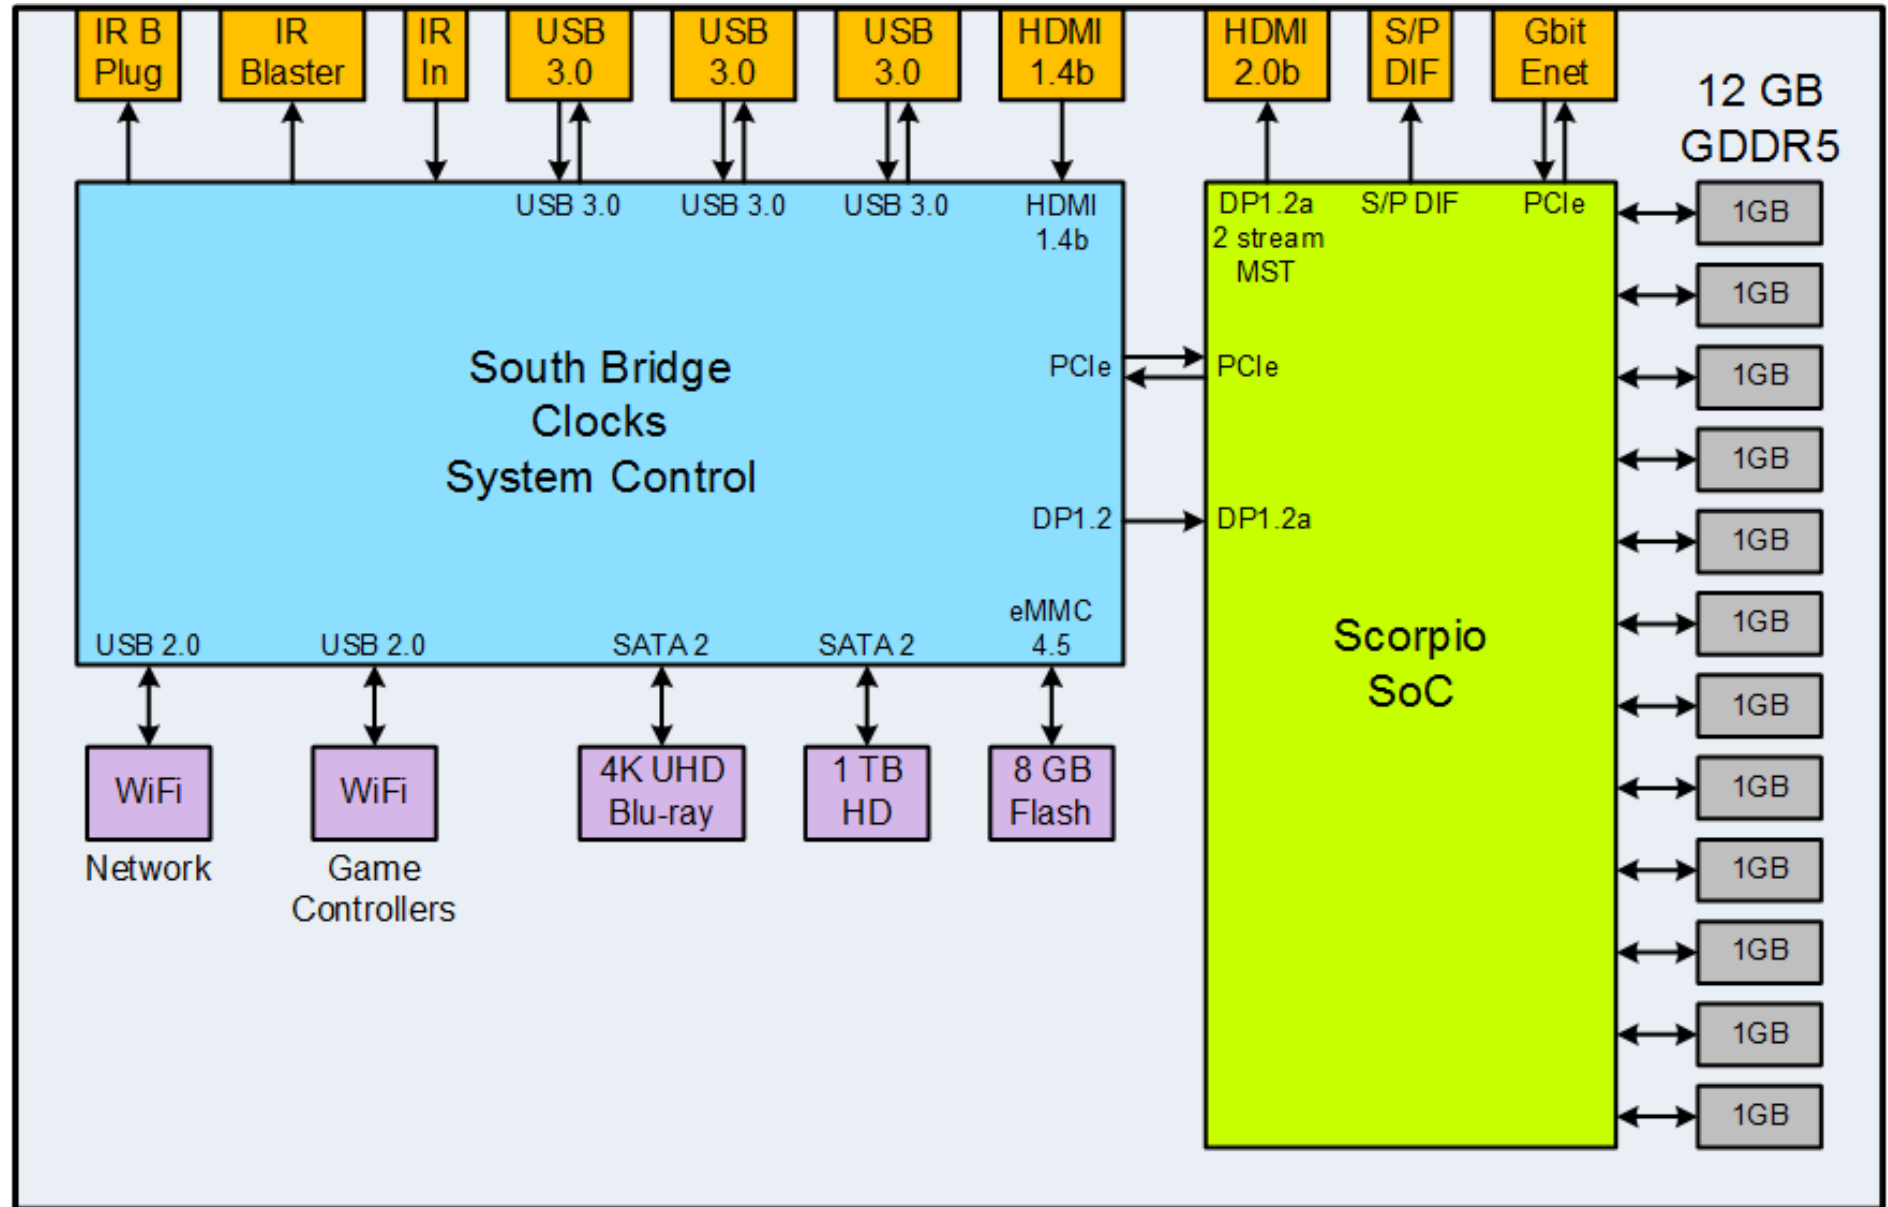 IR B
Plug
IR
Blaster
IR
In
USB
3.0
USB
3.0
USB
3.0
HDMI
1.4b
HDMI
2.0b
S/P
DIF
Gbit
Enet
12 GB
GDDR5
USB 3.0
USB 3.0
USB 3.0
HDMI
1.4b
DP1.2a
2 stream
MST
S/P DIF
PCIe
South Bridge
Clocks
System Control
PCIe
PCIe
DP1.2
DP1.2a
eMMC
4.5
USB 2.0
USB 2.0
SATA 2
SATA 2
Scorpio
SoC
1GB
1GB
1GB
1GB
1GB
1GB
1GB
1GB
1GB
1GB
1GB
1GB
WiFi
Network
WiFi
Game
Controllers
4K UHD
Blu-ray
1 TB
HD
8 GB
Flash